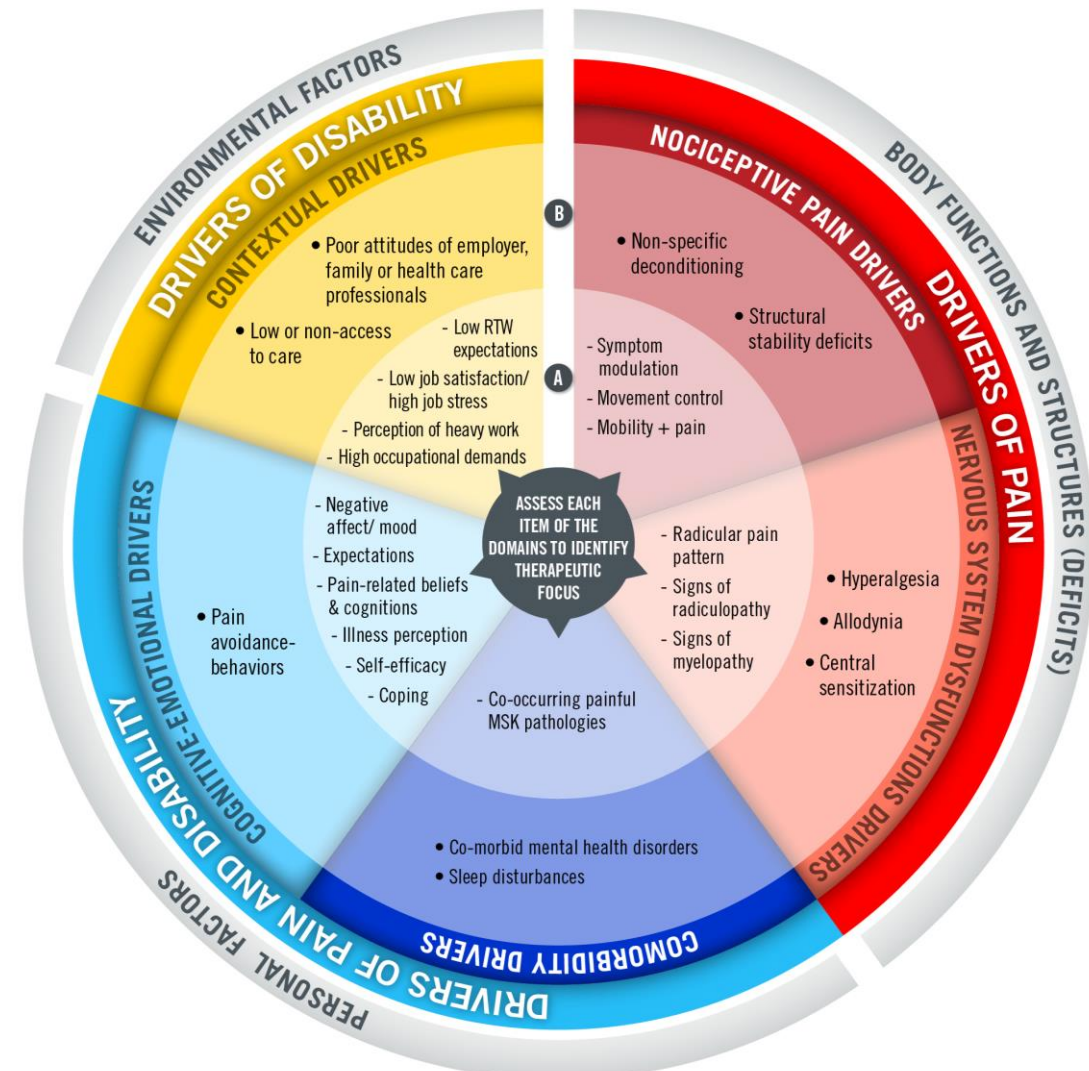 ENVIRONMENTAL FACTORS
DRIVERS OF DISABILITY
CONTEXTUAL DRIVERS
• Poor attitudes of employer,
family or health care
professionals
• Low or non-access
to care
- Low RTW
expectations
- Low job satisfaction/
high job stress
- Perception of heavy work
- High occupational demands
B
A
BODY FUNCTIONS AND STRUCTURES (DEFICITS)
DRIVERS OF PAIN
NOCICEPTIVE PAIN DRIVERS
• Non-specific
deconditioning
• Structural
stability deficits
- Symptom
modulation
- Movement control
- Mobility + pain
ASSESS EACH
ITEM OF THE
DOMAINS TO IDENTIFY
THERAPEUTIC
FOCUS
NERVOUS SYSTEM DYSFUNCTIONS DRIVERS
- Radicular pain
pattern
- Signs of
radiculopathy
- Signs of
myelopathy
• Hyperalgesia
• Allodynia
• Central
sensitization
PERSONAL FACTORS
DRIVERS OF PAIN AND DISABILITY
COGNITIVE-EMOTIONAL DRIVERS
- Negative
affect/ mood
- Expectations
- Pain-related beliefs
& cognitions
- Illness perception
- Self-efficacy
- Coping
• Pain
avoidance-
behaviors
- Co-occurring painful
MSK pathologies
• Co-morbid mental health disorders
• Sleep disturbances
COMORBIDITY DRIVERS